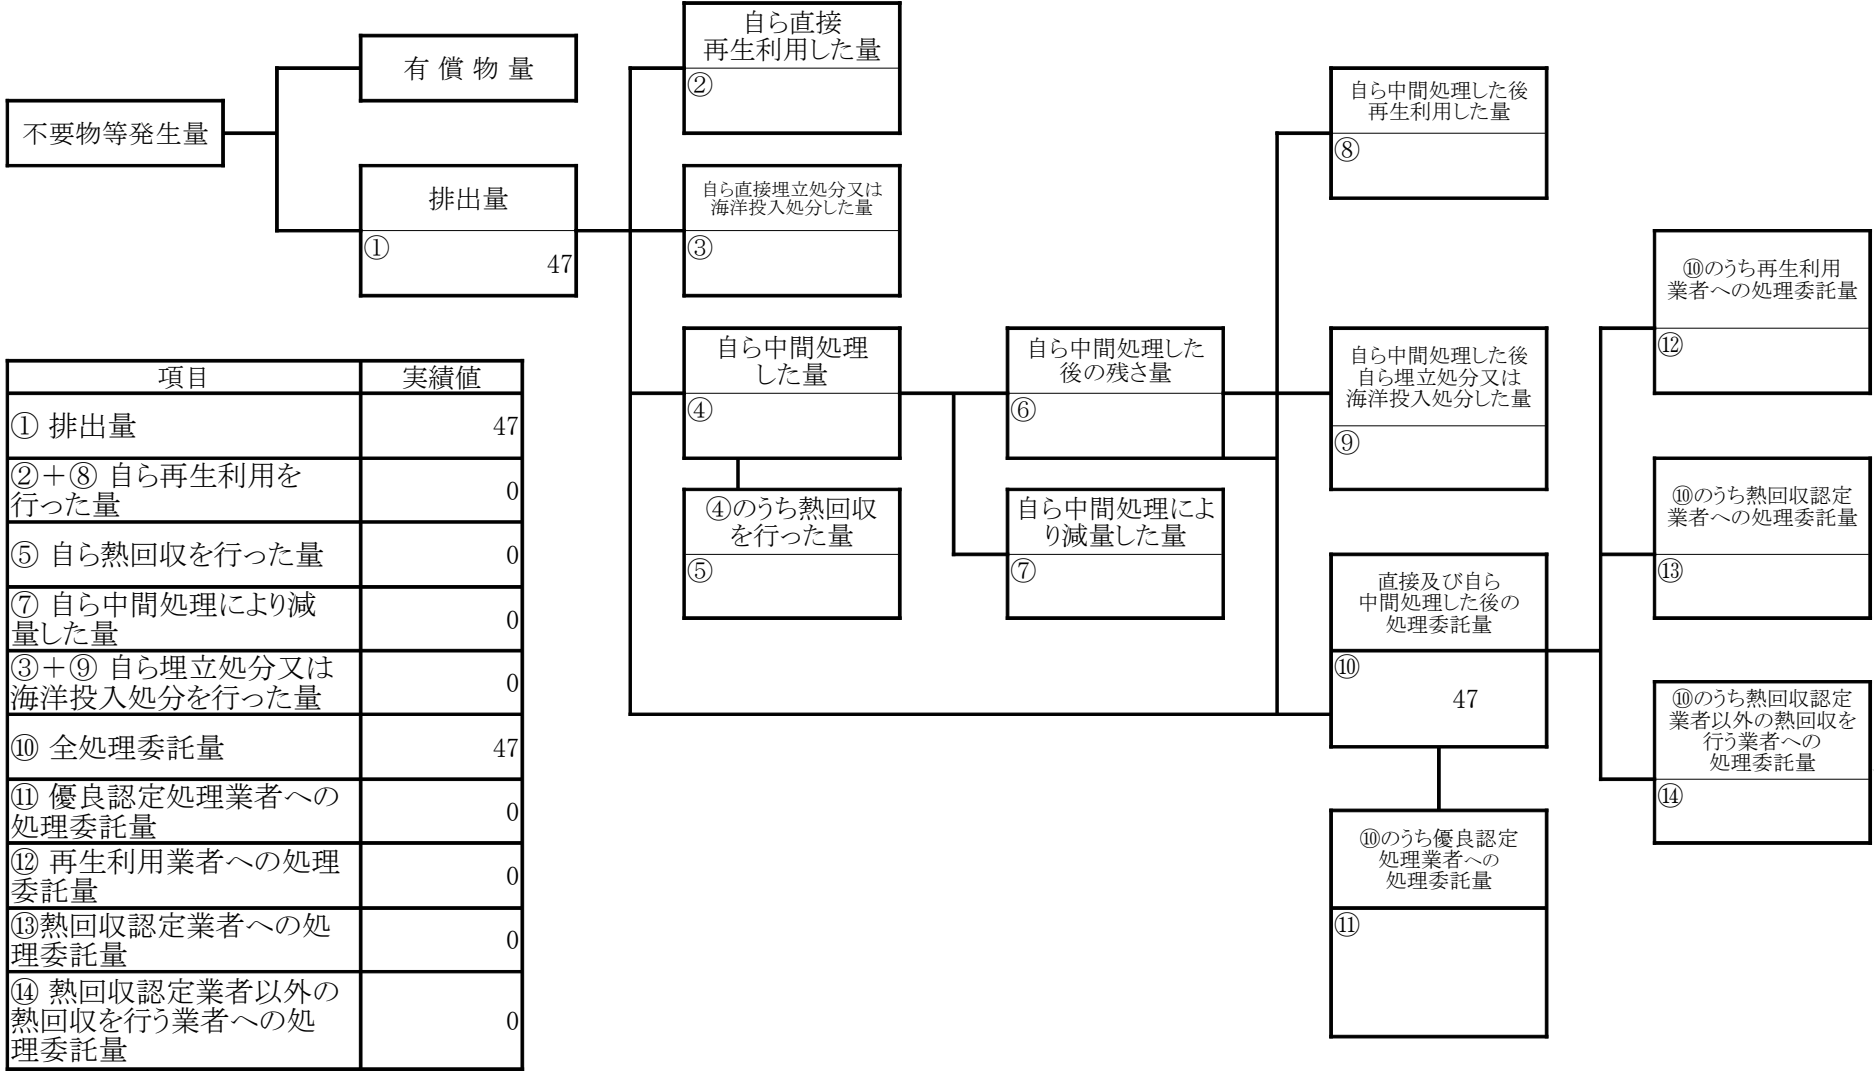 不要物等発生量
有 償 物 量
排出量
①
47
自ら直接
再生利用した量
②
自ら直接埋立処分又は
海洋投入処分した量
③
自ら中間処理
した量
④
④のうち熱回収
を行った量
⑤
自ら中間処理した
後の残さ量
⑥
自ら中間処理によ
り減量した量
⑦
自ら中間処理した後
再生利用した量
⑧
自ら中間処理した後
自ら埋立処分又は
海洋投入処分した量
⑨
直接及び自ら
中間処理した後の
処理委託量
⑩
47
⑩のうち優良認定
処理業者への
処理委託量
⑪
⑩のうち再生利用
業者への処理委託量
⑫
⑩のうち熱回収認定
業者への処理委託量
⑬
⑩のうち熱回収認定
業者以外の熱回収を
行う業者への
処理委託量
⑭
項目 実績値
① 排出量 47
②＋⑧ 自ら再生利用を
行った量 0
⑤ 自ら熱回収を行った量 0
⑦ 自ら中間処理により減
量した量 0
③＋⑨ 自ら埋立処分又は
海洋投入処分を行った量 0
⑩ 全処理委託量 47
⑪ 優良認定処理業者への
処理委託量 0
⑫ 再生利用業者への処理
委託量 0
⑬熱回収認定業者への処
理委託量 0
⑭ 熱回収認定業者以外の
熱回収を行う業者への処
理委託量 0